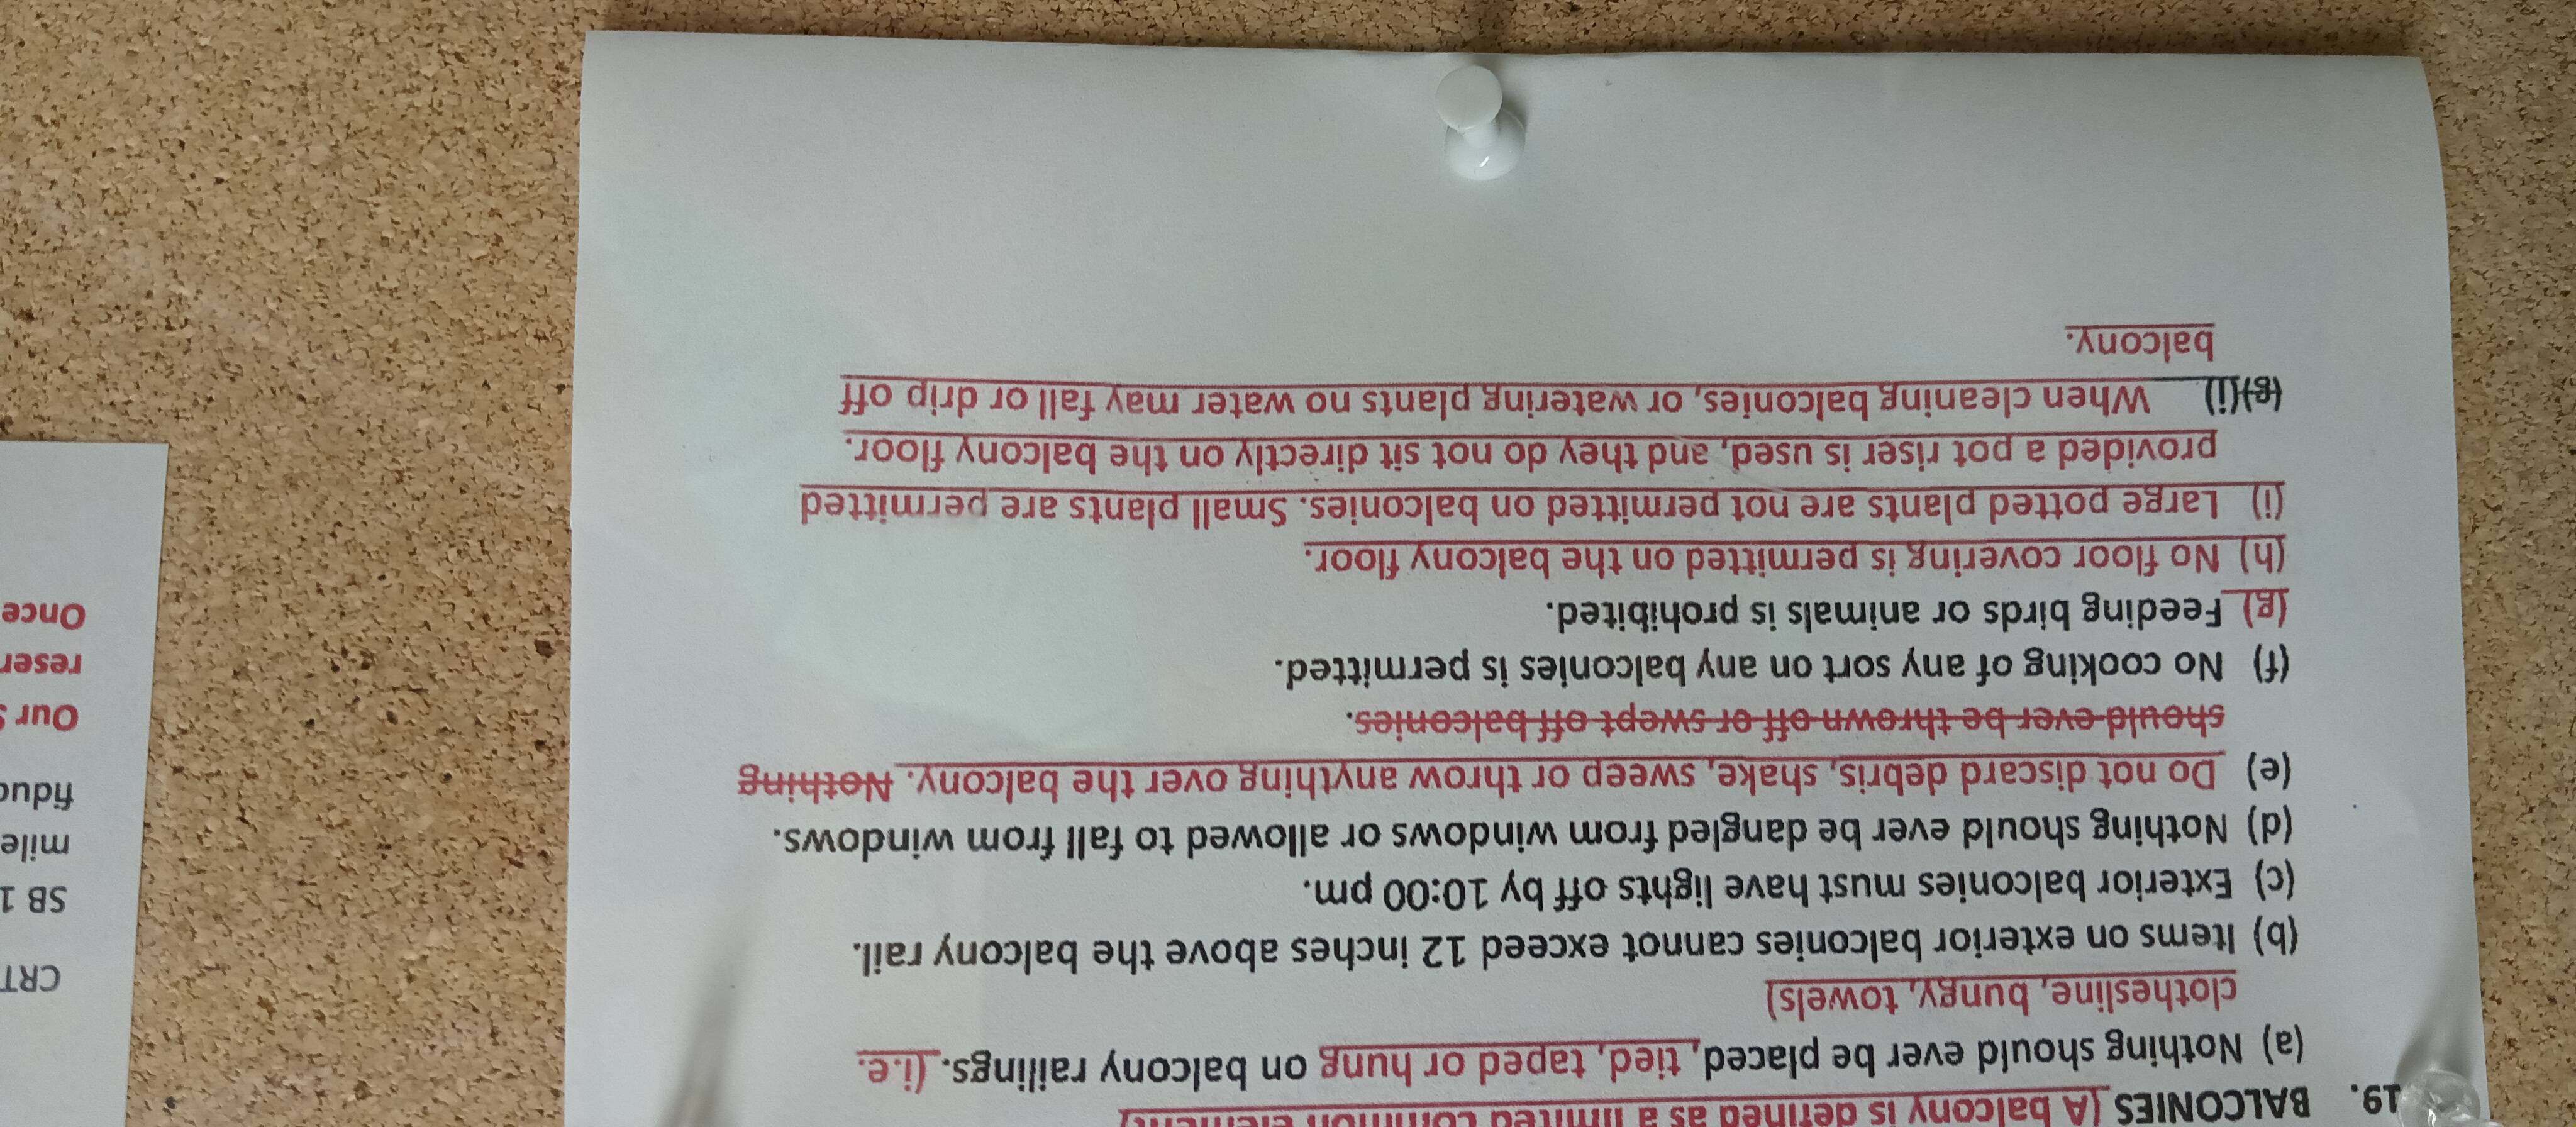 19. BALCONIES (A balcony is defined as a limited common element)
(a) Nothing should ever be placed, tied, taped or hung on balcony railings. (i.e.
clothesline, bungy, towels)
(b) Items on exterior balconies cannot exceed 12 inches above the balcony rail.
(c) Exterior balconies must have lights off by 10:00 pm.
(d) Nothing should ever be dangled from windows or allowed to fall from windows.
(e) Do not discard debris, shake, sweep or throw anything over the balcony. Nothing
should ever be thrown off or swept off balconies.
(f) No cooking of any sort on any balconies is permitted.
(g) Feeding birds or animals is prohibited.
(h) No floor covering is permitted on the balcony floor.
(i) Large potted plants are not permitted on balconies. Small plants are permitted
provided a pot riser is used, and they do not sit directly on the balcony floor.
(g)(j) When cleaning balconies, or watering plants no water may fall or drip off
balcony.
CRT
SB 1
mile
fiduc
Our S
reser
Once